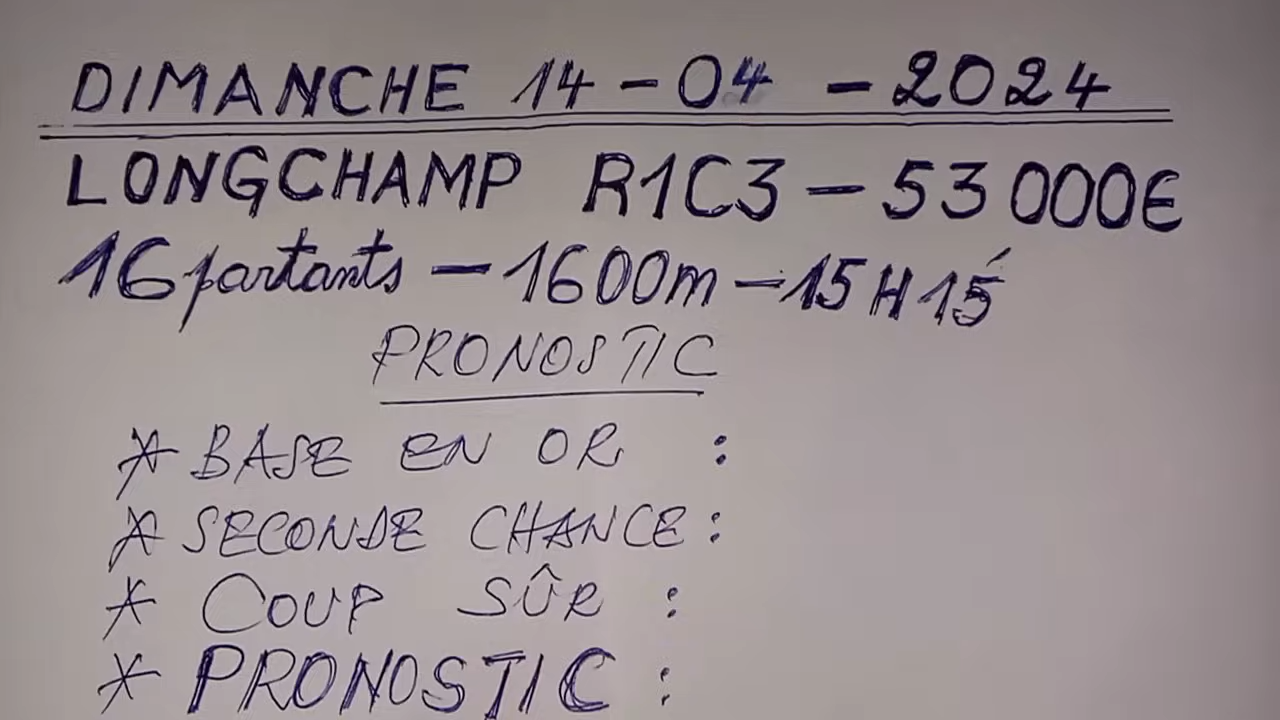 DIMANCHE 14-04-2024
LONGCHAMP R1C3-53 000€
16 partants - 1600m - 15H15
PRONOSTIC
* BASE EN OR :
* SECONDE CHANCE:
* COUP SÛR :
* PRONOSTIC :